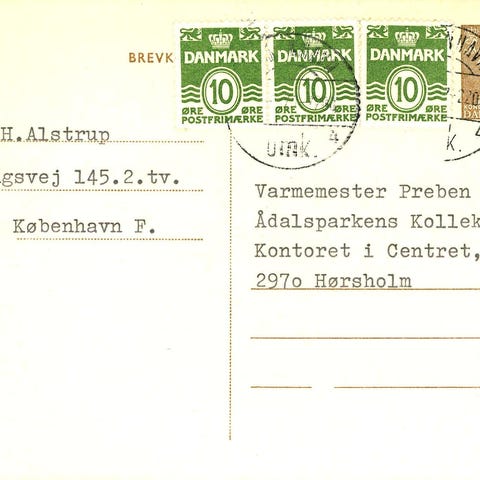 BREVK
DANMARK
10
ØRE ØRE
POSTFRIMÆRKE
DANMARK
10
ØRE ØRE
POSTFRIMÆRKE
DANMARK
10
ØRE ØRE
POSTFRIMÆRKE
H.Alstrup
gsvej 145.2.tv.
København F.
Varmemester Preben
Ådalsparkens Kollek
Kontoret i Centret,
297o Hørsholm